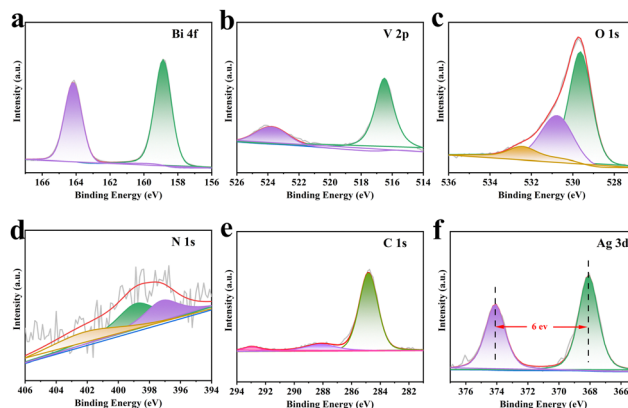 a
Bi 4f
Intensity (a.u.)
166 164 162 160 158 156
Binding Energy (eV)
b
V 2p
Intensity (a.u.)
526 524 522 520 518 516 514
Binding Energy (eV)
c
O 1s
Intensity (a.u.)
536 533 530
Binding Energy (eV)
d
N 1s
Intensity (a.u.)
406 404 402 400 398 396 394
Binding Energy (eV)
e
C 1s
Intensity (a.u.)
294 292 290 288 286 284 282
Binding Energy (eV)
f
Ag 3d
6 ev
Intensity (a.u.)
376 374 372 370 368 366
Binding Energy (eV)